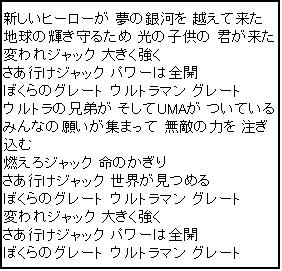 新しいヒーローが 夢の銀河を 越えて来た
地球の輝き守るため 光の子供の 君が来た
変われジャック 大きく強く
さあ行けジャック パワーは全開
ぼくらのグレート ウルトラマン グレート
ウルトラの兄弟が そしてUMAが ついている
みんなの願いが集まって 無敵の力を 注ぎ
込む
燃えろジャック 命のかぎり
さあ行けジャック 世界が見つめる
ぼくらのグレート ウルトラマン グレート
変われジャック 大きく強く
さあ行けジャック パワーは全開
ぼくらのグレート ウルトラマン グレート